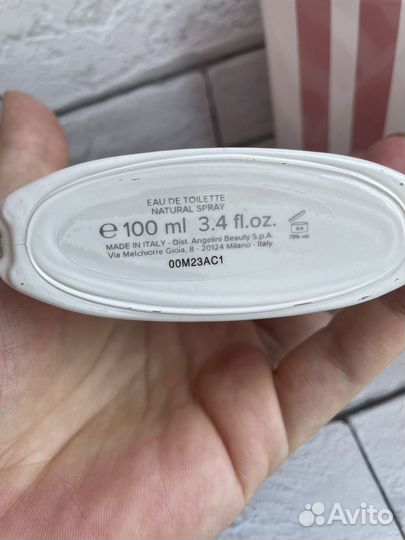 EAU DE TOILETTE
NATURAL SPRAY
e 100 ml 3.4 fl.oz.
79% vol
MADE IN ITALY - Dist. Angelini Beauty S.p.A.
Via Melchiorre Gioia, 8 - 20124 Milano - Italy
00M23AC1
Avito